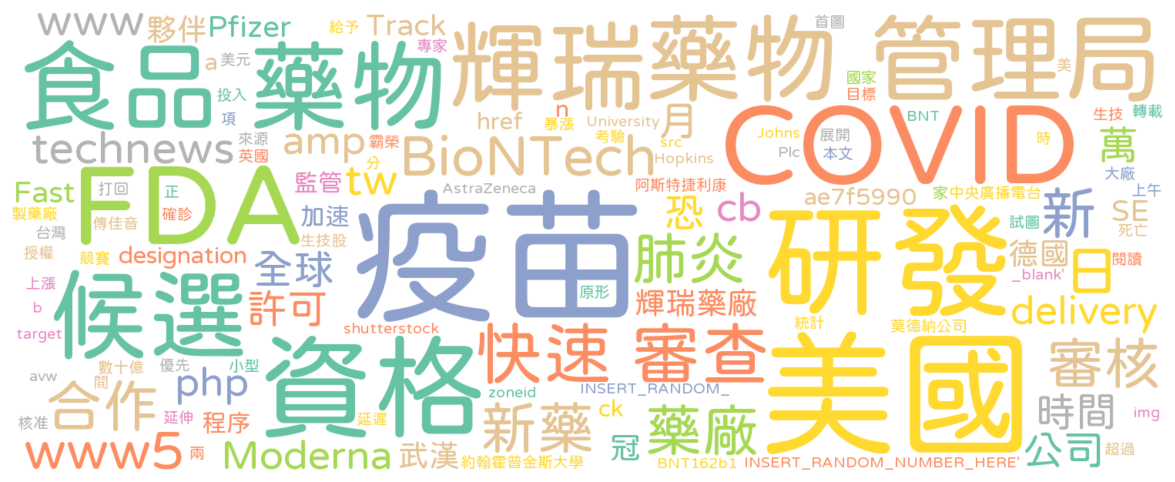 www 夥伴 Pfizer 給予 Track 專家 首圖
食品 藥物 輝瑞藥物 管理局
a 美元 投入 項 國家 目標 美
technews 來源 英國 amp 霸榮 href n 暴漲 University 考驗 src 月 COVID BNT 生技 轉載
Johns Hopkins Plc 展開 本文 時 萬 大廠
Fast 打回 正 FDA 監管 分 tw BioNTech AstraZeneca 阿斯特捷利康 ae7f5990 家 中央廣播電台 上午
製藥廠 傳佳音 確診 加速 疫苗 恐 cb 新 試圖 SE 死亡
台灣 授權 競賽 designation 生技股 全球 肺炎 研發 德國 日 閱讀 _blank'
上漲 b target 候選 許可 原形 輝瑞藥廠 delivery
shutterstock 快速 審查 統計 莫德納公司 美國
avw 數十億 間 優先 小型 資格 zoneid INSERT_RANDOM_ 審核
核准 合作 延伸 php 程序 延遲 新藥 ck 藥廠 時間 img
www5 兩 Moderna 武漢 約翰霍普金斯大學 冠 BNT162b1 INSERT_RANDOM_NUMBER_HERE' 公司 超過